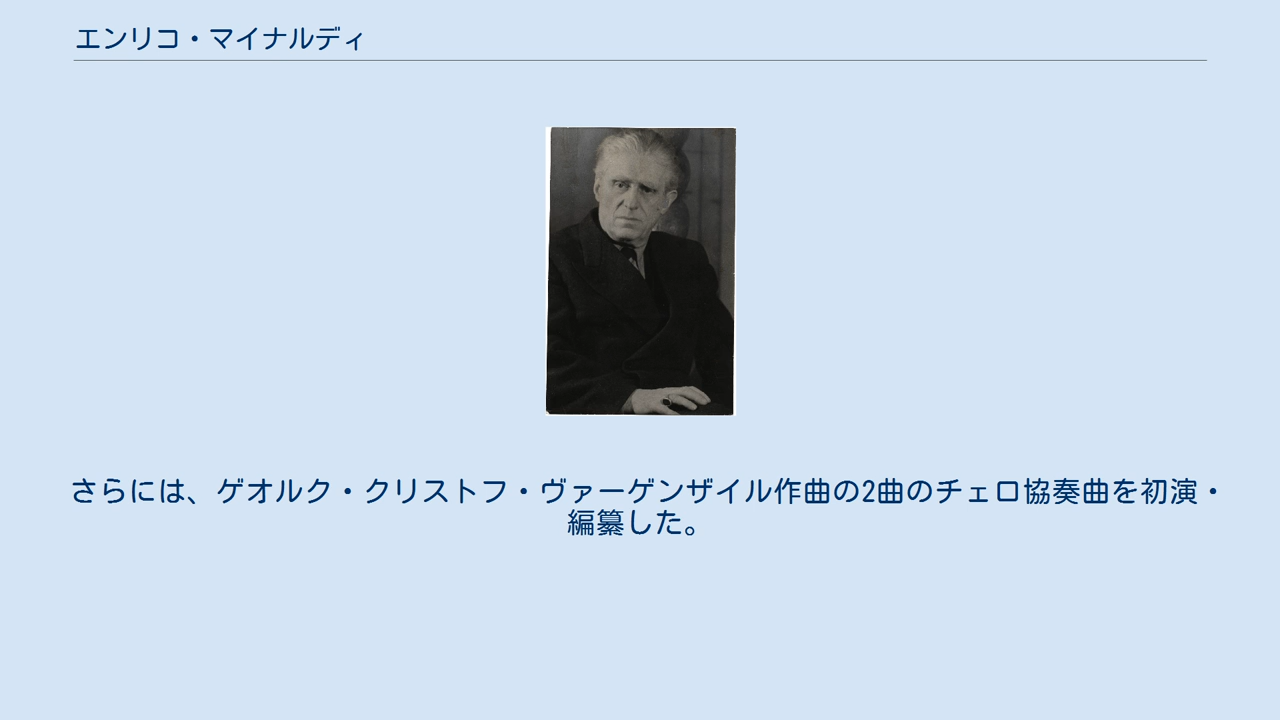 エンリコ・マイナルディ
さらには、ゲオルク・クリストフ・ヴァーゲンザイル作曲の2曲のチェロ協奏曲を初演・
編纂した。